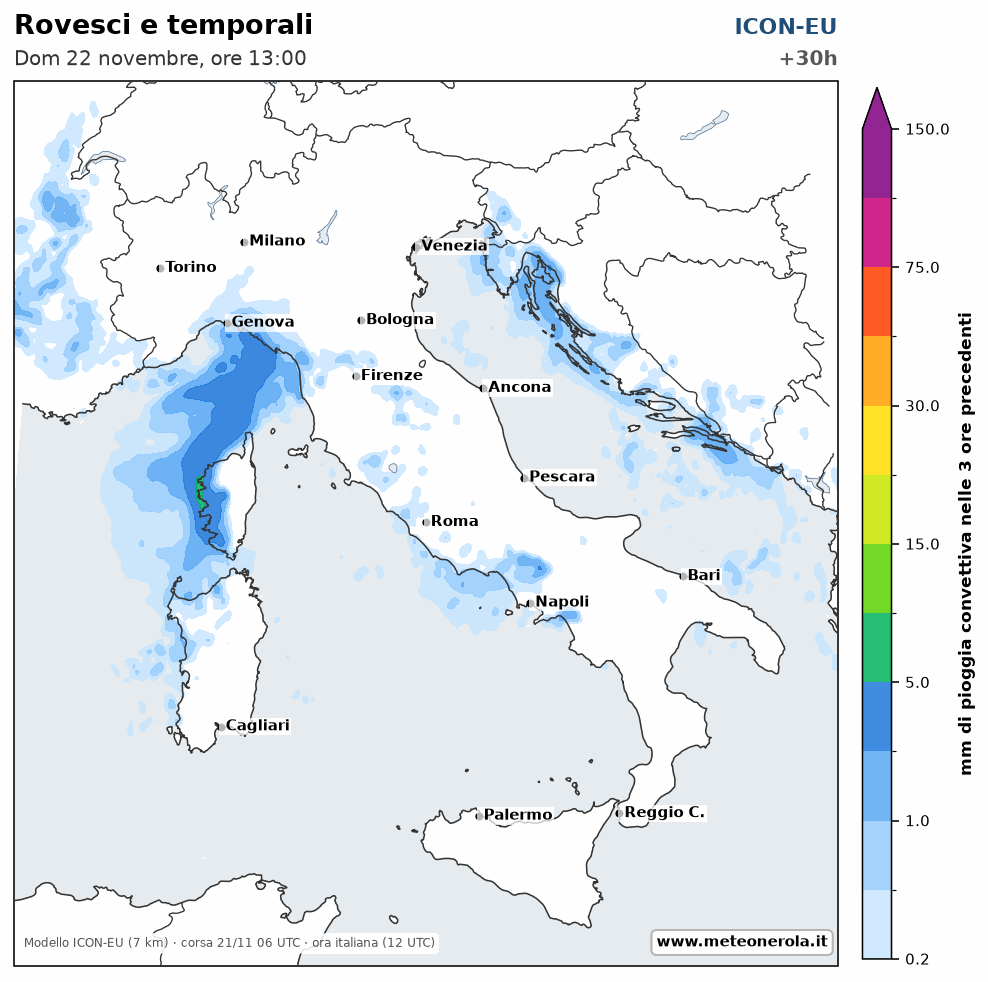 Rovesci e temporali
ICON-EU
Dom 22 novembre, ore 13:00
+30h
150.0
75.0
30.0
15.0
5.0
1.0
0.2
mm di pioggia convettiva nelle 3 ore precedenti
Milano
Venezia
Torino
Genova
Bologna
Firenze
Ancona
Pescara
Roma
Bari
Napoli
Cagliari
Palermo
Reggio C.
Modello ICON-EU (7 km) · corsa 21/11 06 UTC · ora italiana (12 UTC)
www.meteonerola.it